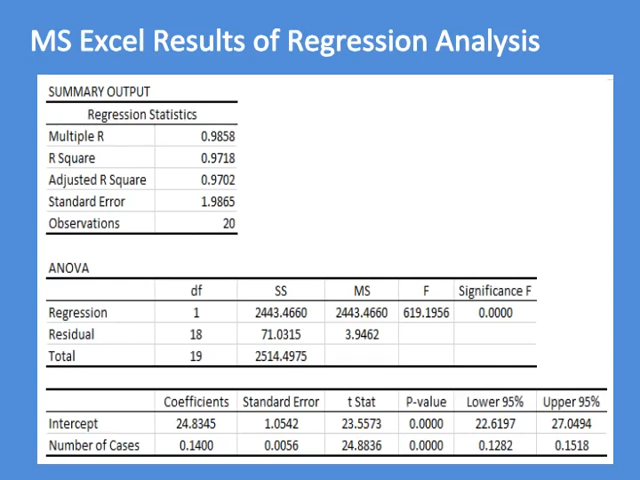 MS Excel Results of Regression Analysis
SUMMARY OUTPUT
Regression Statistics
Multiple R 0.9858
R Square 0.9718
Adjusted R Square 0.9702
Standard Error 1.9865
Observations 20
ANOVA
df SS MS F Significance F
Regression 1 2443.4660 2443.4660 619.1956 0.0000
Residual 18 71.0315 3.9462
Total 19 2514.4975
Coefficients Standard Error t Stat P-value Lower 95% Upper 95%
Intercept 24.8345 1.0542 23.5573 0.0000 22.6197 27.0494
Number of Cases 0.1400 0.0056 24.8836 0.0000 0.1282 0.1518